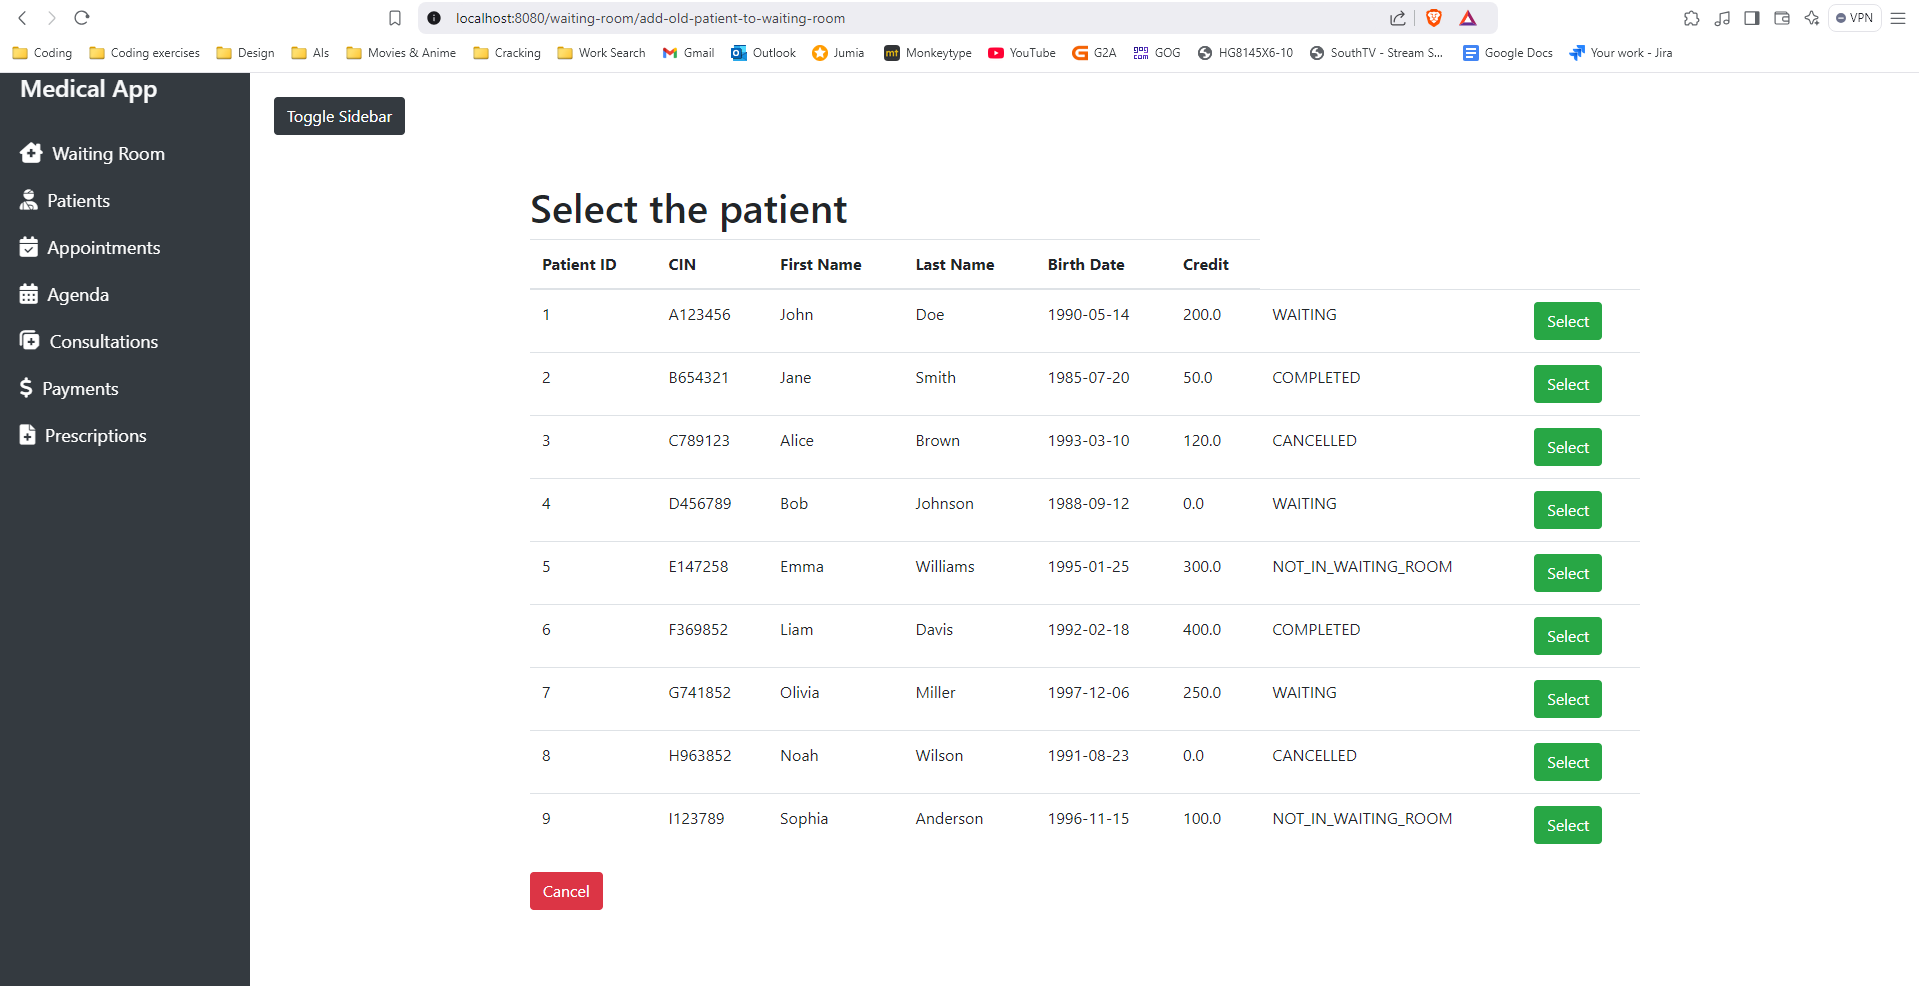 localhost:8080/waiting-room/add-old-patient-to-waiting-room
VPN
Coding Coding exercises Design AIs Movies & Anime Cracking Work Search Gmail Outlook Jumia mt Monkeytype YouTube G2A GOG HG8145X6-10 SouthTV - Stream S... Google Docs Your work - Jira
Medical App
Toggle Sidebar
Waiting Room
Patients
Appointments
Agenda
Consultations
Payments
Prescriptions
Select the patient
Patient ID CIN First Name Last Name Birth Date Credit
1 A123456 John Doe 1990-05-14 200.0 WAITING Select
2 B654321 Jane Smith 1985-07-20 50.0 COMPLETED Select
3 C789123 Alice Brown 1993-03-10 120.0 CANCELLED Select
4 D456789 Bob Johnson 1988-09-12 0.0 WAITING Select
5 E147258 Emma Williams 1995-01-25 300.0 NOT_IN_WAITING_ROOM Select
6 F369852 Liam Davis 1992-02-18 400.0 COMPLETED Select
7 G741852 Olivia Miller 1997-12-06 250.0 WAITING Select
8 H963852 Noah Wilson 1991-08-23 0.0 CANCELLED Select
9 I123789 Sophia Anderson 1996-11-15 100.0 NOT_IN_WAITING_ROOM Select
Cancel